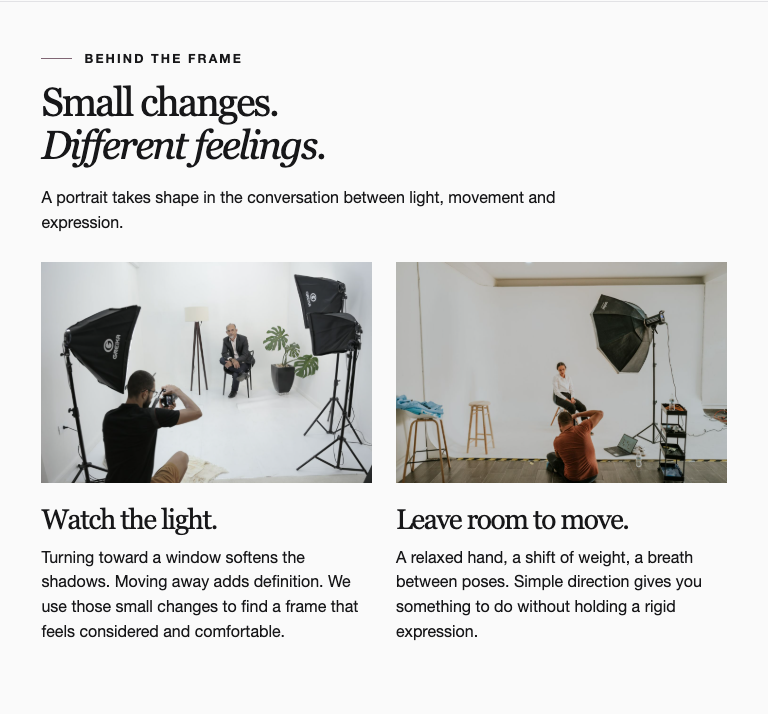 BEHIND THE FRAME
Small changes.
Different feelings.
A portrait takes shape in the conversation between light, movement and
expression.
Watch the light.
Turning toward a window softens the
shadows. Moving away adds definition. We
use those small changes to find a frame that
feels considered and comfortable.
Leave room to move.
A relaxed hand, a shift of weight, a breath
between poses. Simple direction gives you
something to do without holding a rigid
expression.